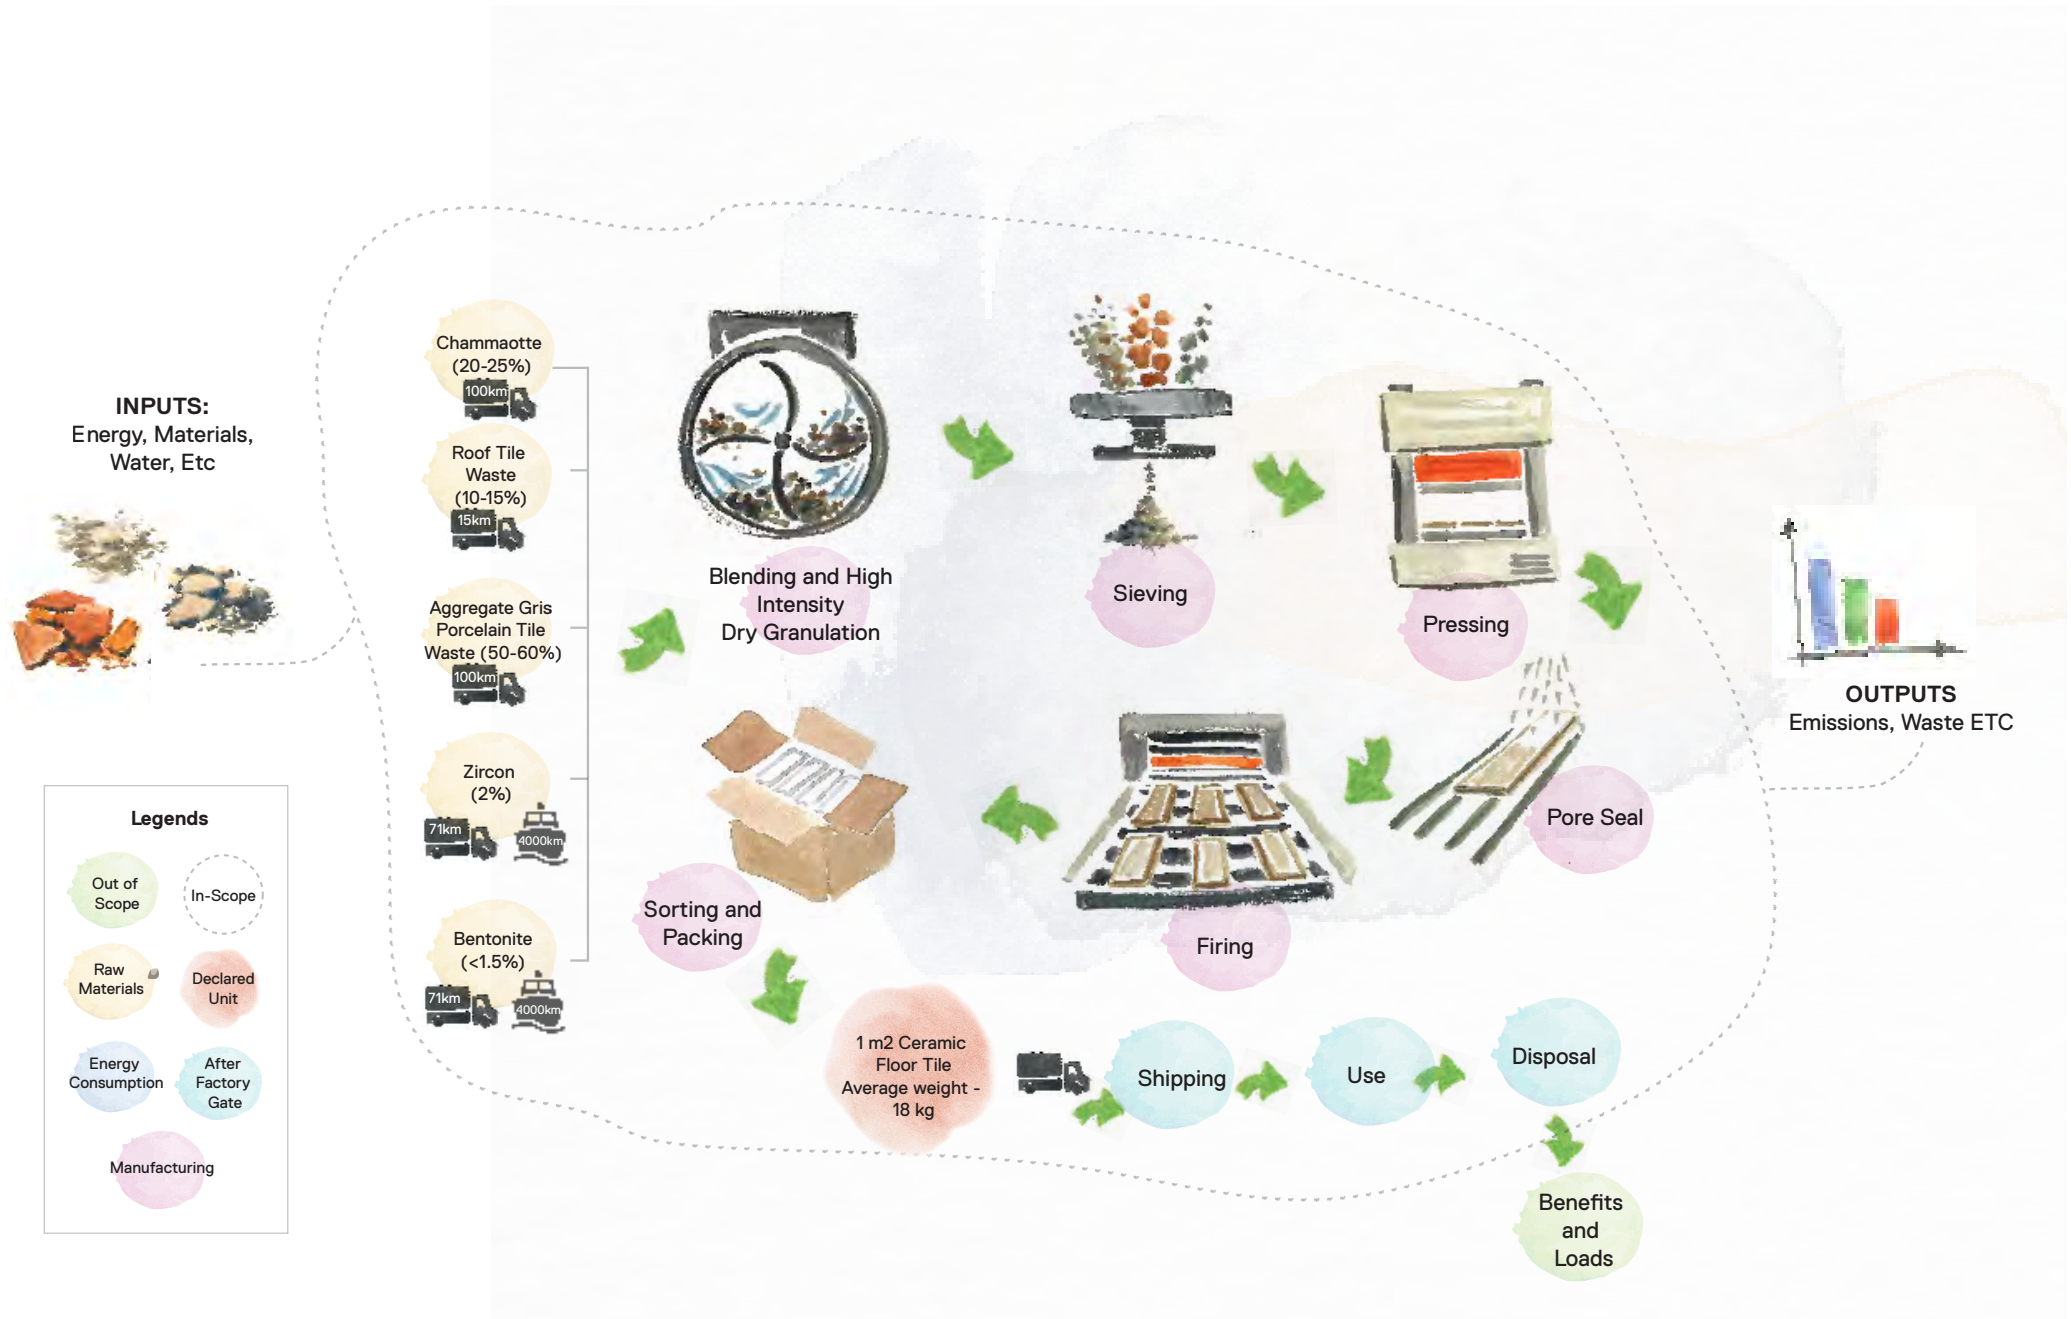 INPUTS:
Energy, Materials,
Water, Etc
Chammaotte
(20-25%)
100km
Roof Tile
Waste
(10-15%)
15km
Aggregate Gris
Porcelain Tile
Waste (50-60%)
100km
Zircon
(2%)
71km
4000km
Bentonite
(<1.5%)
71km
4000km
Blending and High
Intensity
Dry Granulation
Sieving
Pressing
Pore Seal
Firing
Sorting and
Packing
1 m2 Ceramic
Floor Tile
Average weight -
18 kg
Shipping
Use
Disposal
Benefits
and
Loads
OUTPUTS
Emissions, Waste ETC
Legends
Out of
Scope
In-Scope
Raw
Materials
Declared
Unit
Energy
Consumption
After
Factory
Gate
Manufacturing